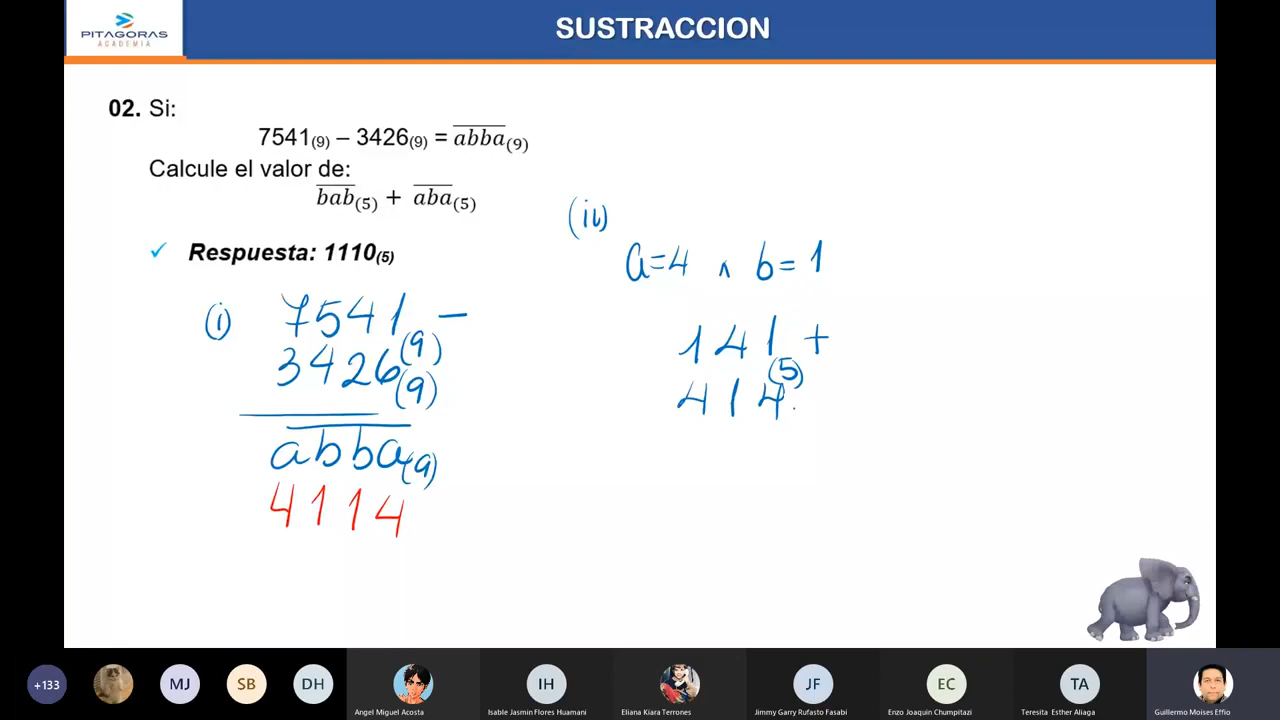 PITAGORAS
ACADEMIA
SUSTRACCION
02. Si:
7541(9) – 3426(9) = abba(9)
Calcule el valor de:
bab(5) + aba(5)
✓ Respuesta: 1110(5)
(i) 7541(9) –
3426(9)
abba(9)
4114
(ii)
a=4 ∧ b=1
141(5) +
414
+133
MJ
SB
DH
Angel Miguel Acosta
IH
Isable Jasmin Flores Huamani
Eliana Kiara Terrones
JF
Jimmy Garry Rufasto Fasabi
EC
Enzo Joaquin Chumpitazi
TA
Teresita Esther Aliaga
Guillermo Moises Effio